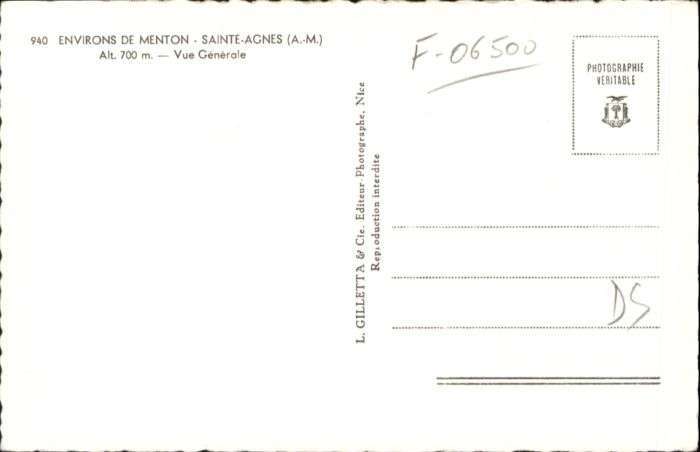 940 ENVIRONS DE MENTON - SAINTE-AGNES (A.-M.)
Alt. 700 m. — Vue Générale
L. GILLETTA & Cie. Editeur-Photographe, Nice
Reproduction interdite
F-06500
PHOTOGRAPHIE
VERITABLE
DS